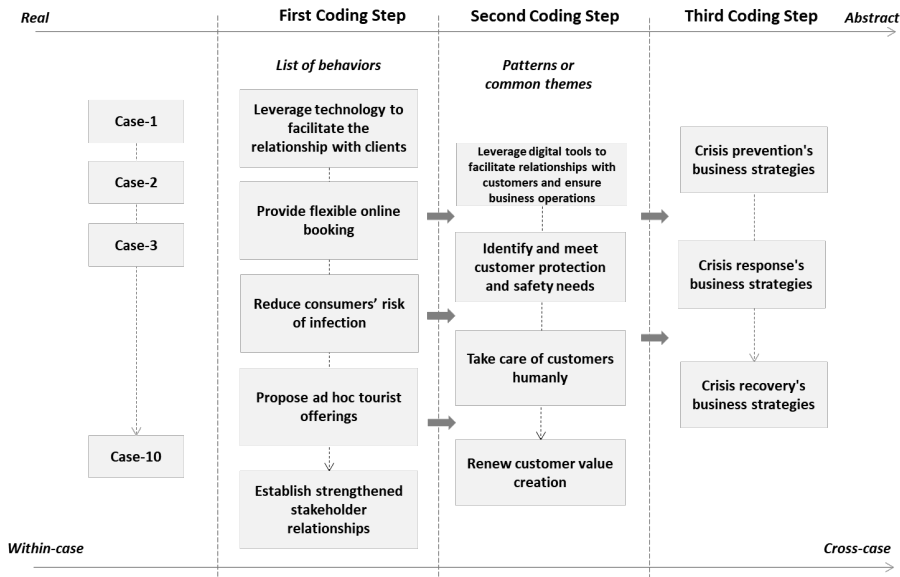 Real
First Coding Step
Second Coding Step
Third Coding Step
Abstract
List of behaviors
Patterns or
common themes
Case-1
Case-2
Case-3
Case-10
Leverage technology to
facilitate the
relationship with clients
Provide flexible online
booking
Reduce consumers’ risk
of infection
Propose ad hoc tourist
offerings
Establish strengthened
stakeholder
relationships
Leverage digital tools to
facilitate relationships with
customers and ensure
business operations
Identify and meet
customer protection
and safety needs
Take care of customers
humanly
Renew customer value
creation
Crisis prevention's
business strategies
Crisis response's
business strategies
Crisis recovery's
business strategies
Within-case
Cross-case